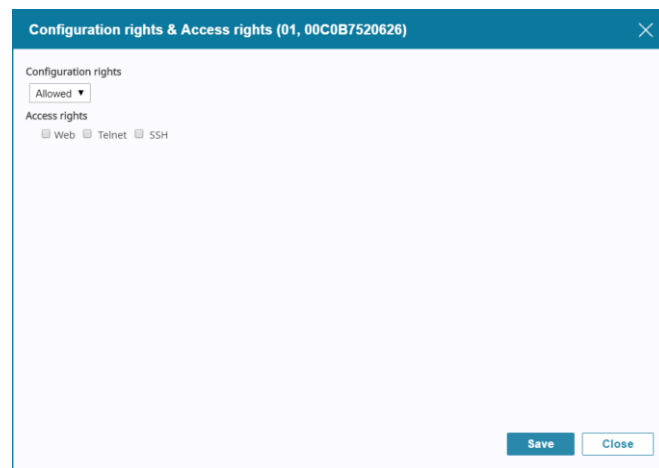 Configuration rights & Access rights (01, 00C0B7520626)
Configuration rights
Allowed
Access rights
Web Telnet SSH
Save Close